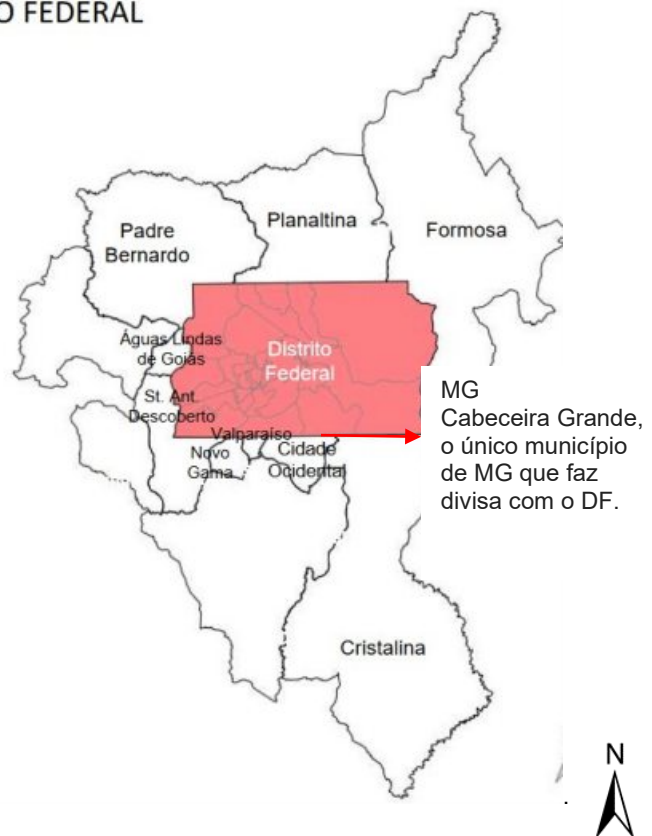 O FEDERAL
Planaltina
Formosa
Padre
Bernardo
Águas Lindas
de Goiás
Distrito
Federal
St. Ant.
Descoberto
MG
Cabeceira Grande,
o único município
de MG que faz
divisa com o DF.
Valparaíso
Novo
Gama
Cidade
Ocidental
Cristalina
N